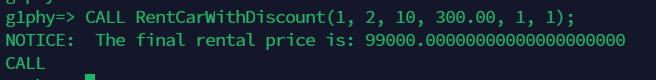 g1phy=> CALL RentCarWithDiscount(1, 2, 10, 300.00, 1, 1);
NOTICE:  The final rental price is: 99000.00000000000000000000
CALL